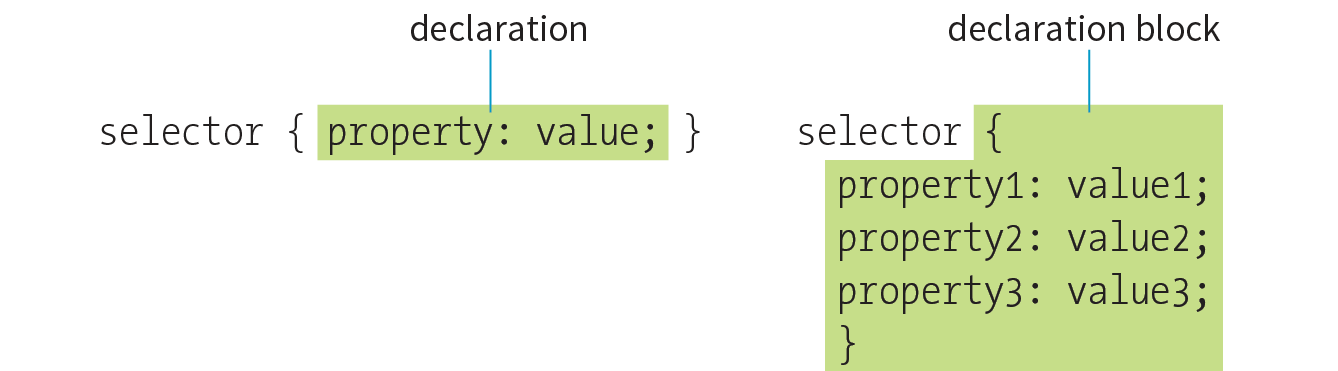 declaration
selector { property: value; }
declaration block
selector {
property1: value1;
property2: value2;
property3: value3;
}